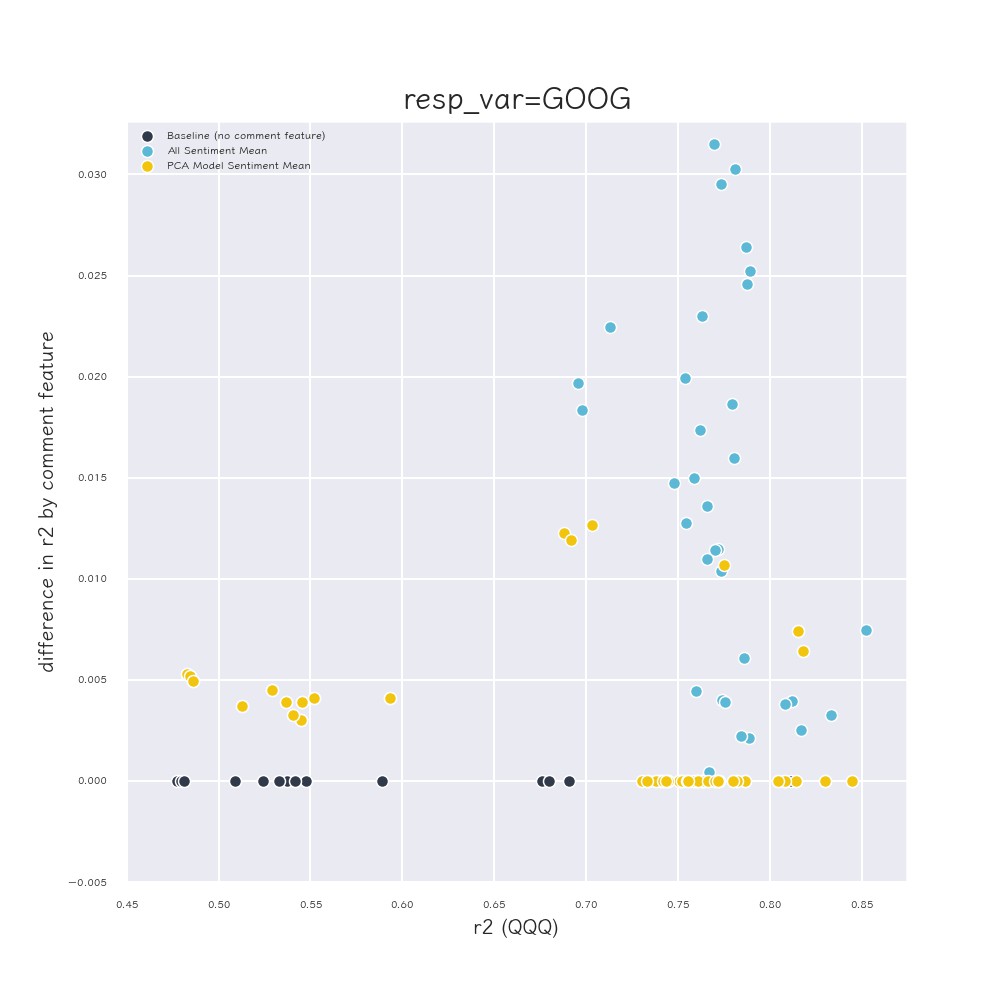 resp_var=GOOG
Baseline (no comment feature)
All Sentiment Mean
PCA Model Sentiment Mean
difference in r2 by comment feature
0.030
0.025
0.020
0.015
0.010
0.005
0.000
−0.005
0.45 0.50 0.55 0.60 0.65 0.70 0.75 0.80 0.85
r2 (QQQ)